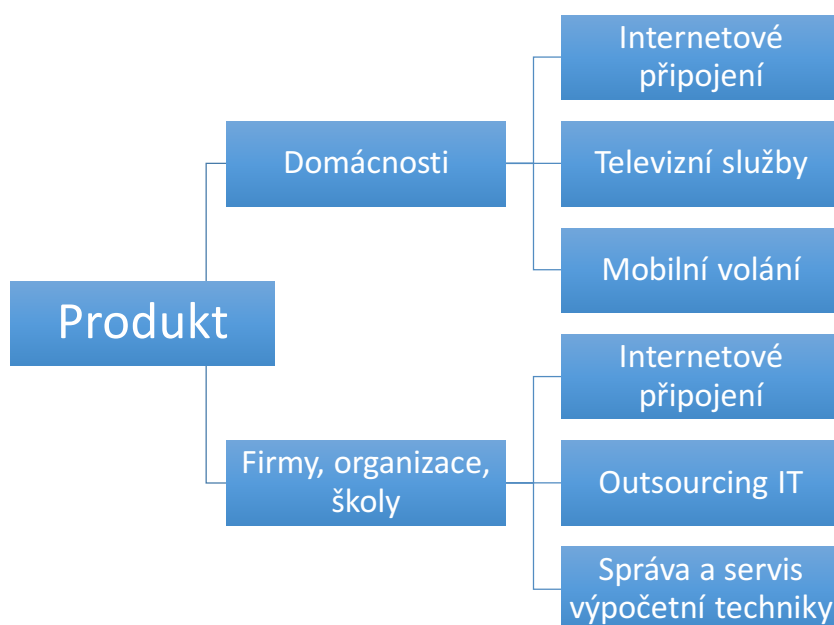 Produkt
Domácnosti
Internetové
připojení
Televizní služby
Mobilní volání
Firmy, organizace,
školy
Internetové
připojení
Outsourcing IT
Správa a servis
výpočetní techniky